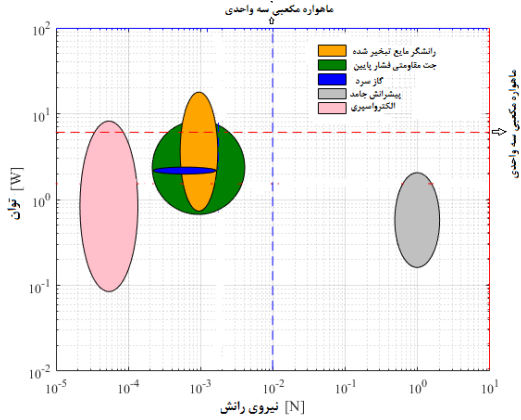 ماهواره مکعبی سه واحدی
رانشگر مایع تبخیر شده
جت مقاومتی فشار پایین
گاز سرد
پیشرانش جامد
الکترواسپری
ماهواره مکعبی سه واحدی
توان [W]
10^2
10^1
10^0
10^-1
10^-2
10^-5
10^-4
10^-3
10^-2
10^-1
10^0
10^1
نیروی رانش [N]